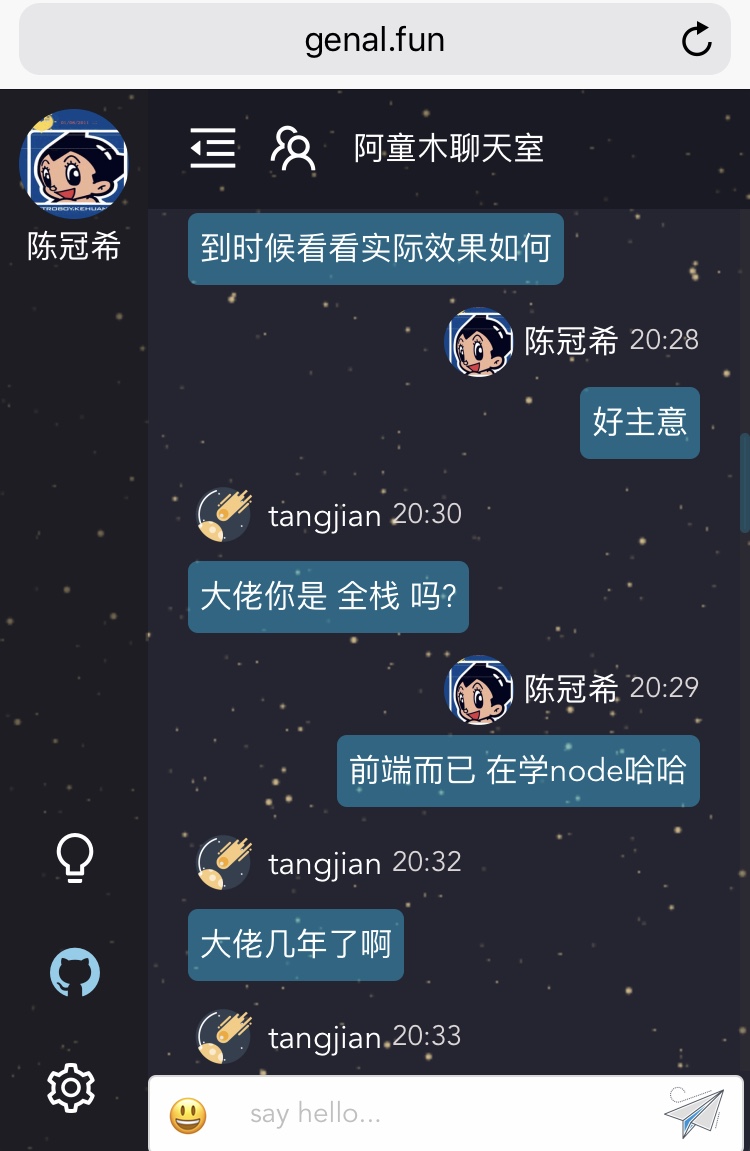 genal.fun
阿童木聊天室
陈冠希
到时候看看实际效果如何
陈冠希 20:28
好主意
tangjian 20:30
大佬你是 全栈 吗?
陈冠希 20:29
前端而已 在学node哈哈
tangjian 20:32
大佬几年了啊
tangjian 20:33
say hello...